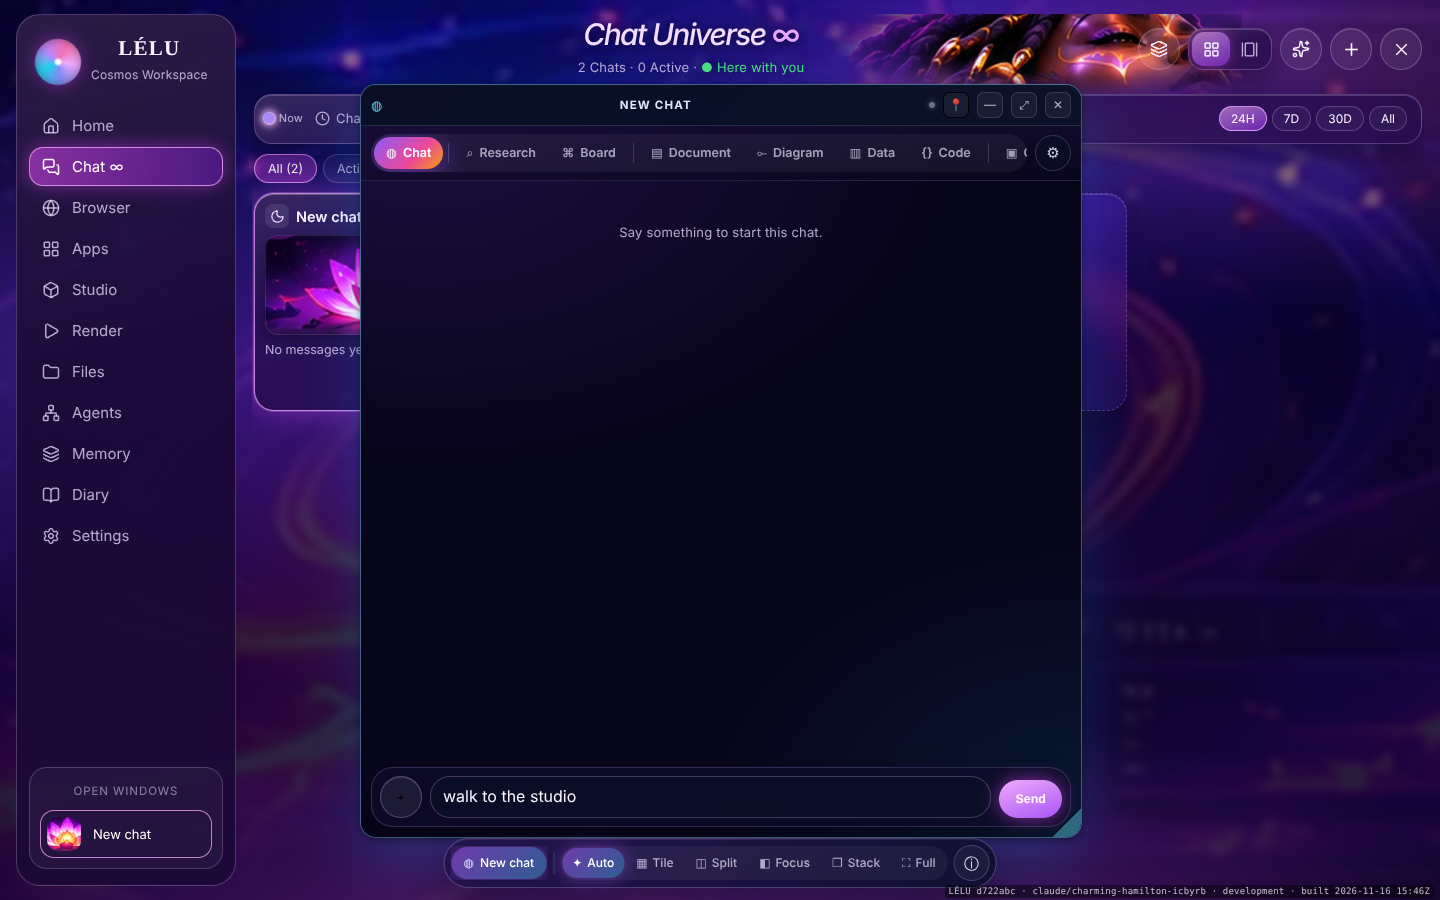 LÉLU
Cosmos Workspace
Home
Chat ∞
Browser
Apps
Studio
Render
Files
Agents
Memory
Diary
Settings
OPEN WINDOWS
New chat
Chat Universe ∞
2 Chats · 0 Active · Here with you
Now
Cha
24H 7D 30D All
All (2) Acti
New chat
No messages ye
NEW CHAT
Chat Research Board Document Diagram Data {} Code
Say something to start this chat.
walk to the studio
Send
New chat Auto Tile Split Focus Stack Full
LÉLU d722abc · claude/charming-hamilton-icbyrb · development · built 2026-11-16 15:46Z